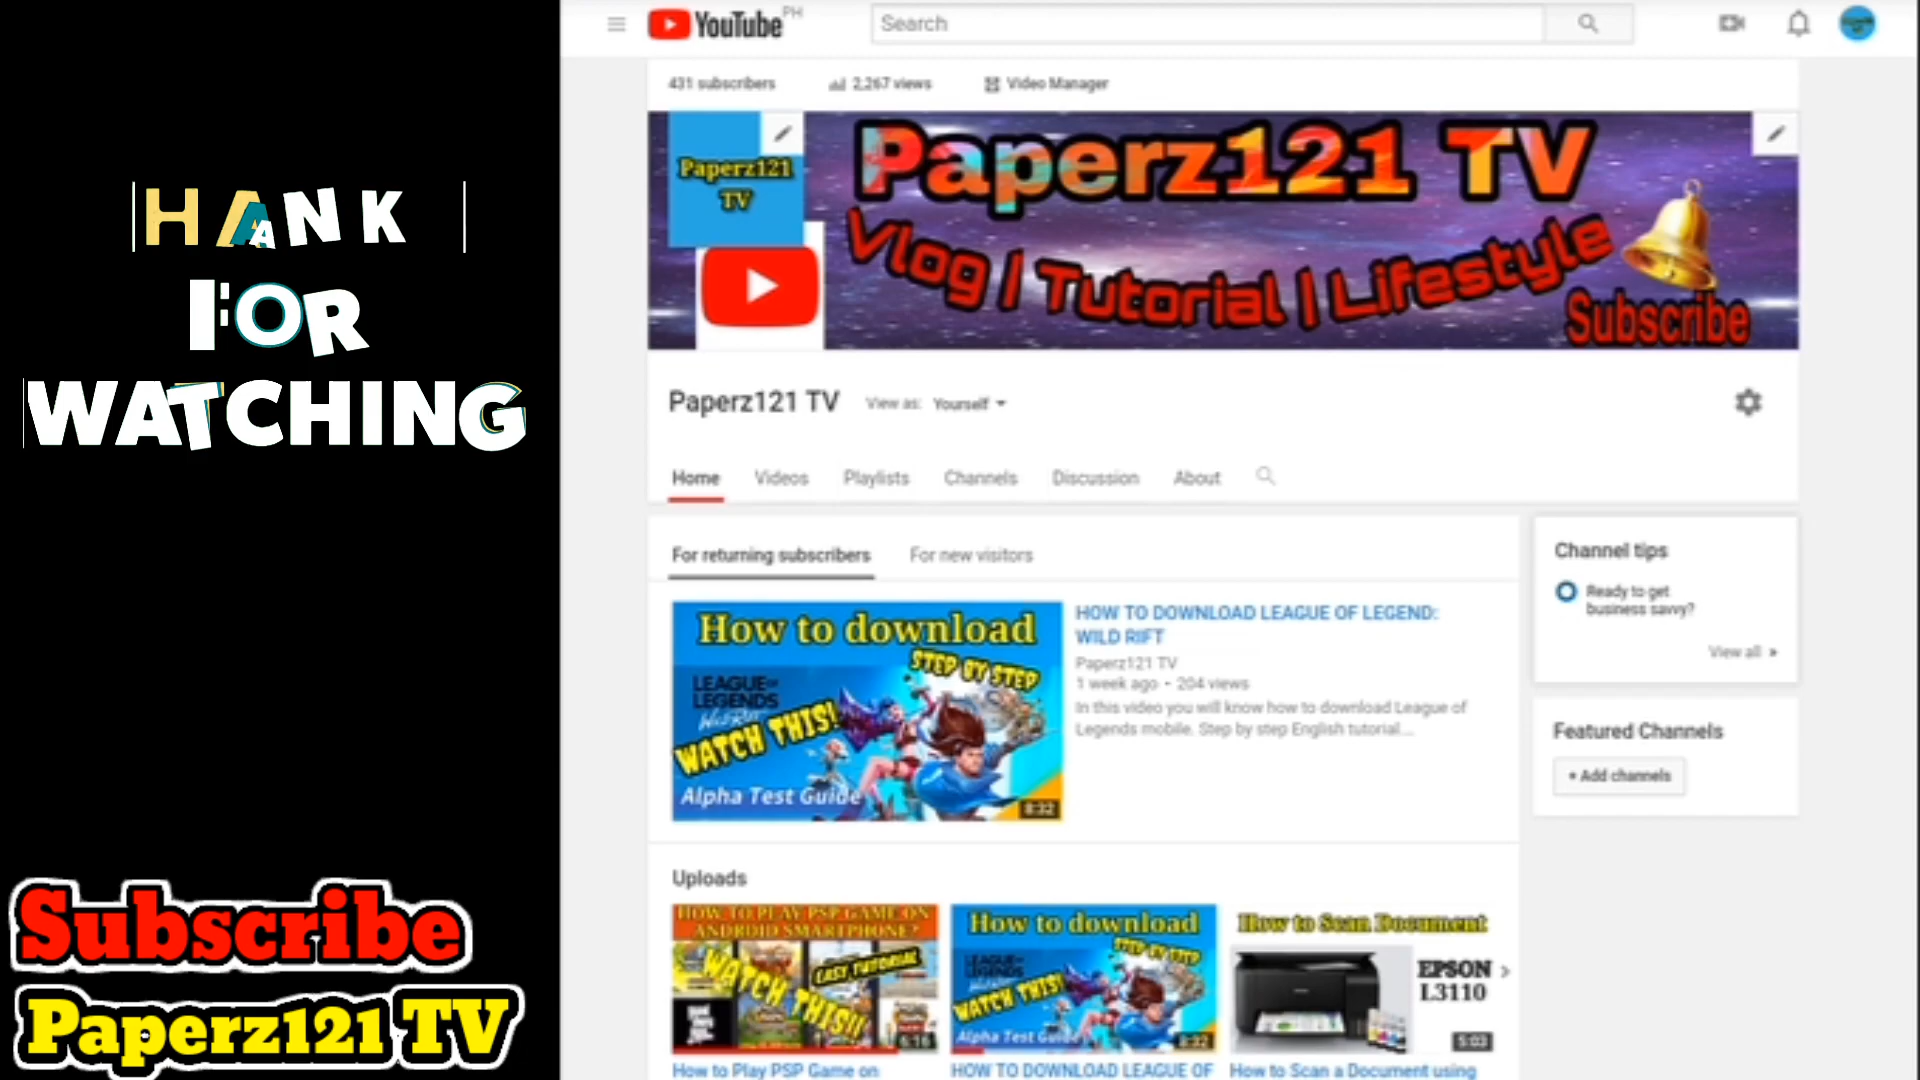 HANK
FOR
WATCHING
Subscribe
Paperz121 TV
YouTube PH
Search
431 subscribers
2,267 views
Video Manager
Paperz121
TV
Paperz121 TV
Vlog | Tutorial | Lifestyle
Subscribe
Paperz121 TV
View as: Yourself
Home
Videos
Playlists
Channels
Discussion
About
For returning subscribers
For new visitors
How to download
STEP BY STEP
LEAGUE OF
LEGENDS
WILD RIFT
WATCH THIS!
Alpha Test Guide
8:32
HOW TO DOWNLOAD LEAGUE OF LEGEND:
WILD RIFT
Paperz121 TV
1 week ago • 204 views
In this video you will know how to download League of
Legends mobile. Step by step English tutorial...
Channel tips
Ready to get
business savvy?
View all
Featured Channels
+ Add channels
Uploads
HOW TO PLAY PSP GAME ON
ANDROID SMARTPHONE?
EASY TUTORIAL
WATCH THIS!!
6:16
How to Play PSP Game on
How to download
STEP BY STEP
LEAGUE OF
LEGENDS
WATCH THIS!
Alpha Test Guide
8:32
HOW TO DOWNLOAD LEAGUE OF
How to Scan Document
EPSON
L3110
5:03
How to Scan a Document using